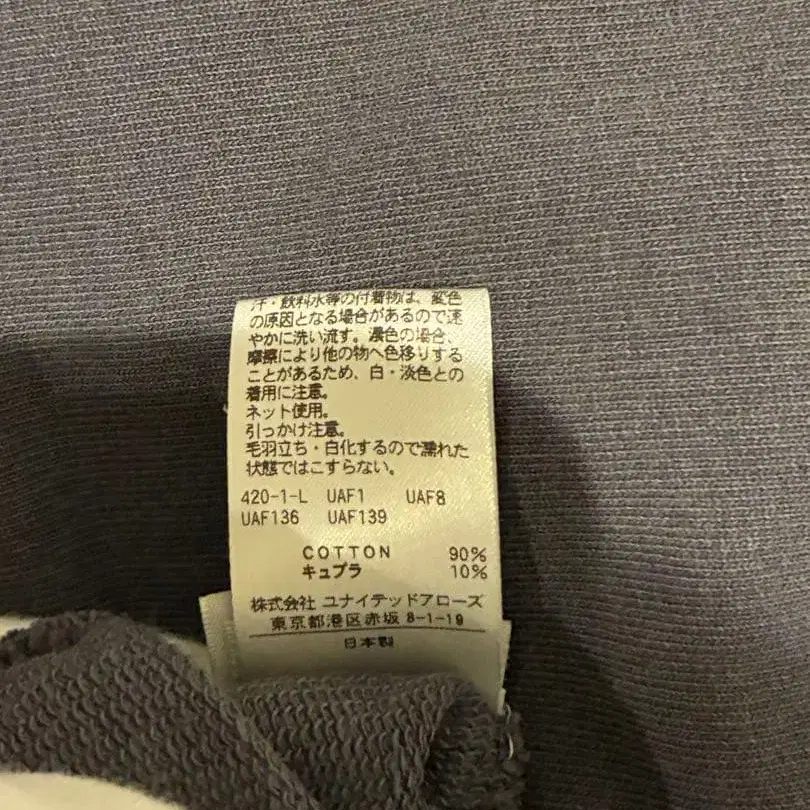 汗・飲料水等の付着物は、変色
の原因となる場合があるので速
やかに洗い流す。濃色の場合、
摩擦により他の物へ色移りする
ことがあるため、白・淡色との
着用に注意。
ネット使用。
引っかけ注意。
毛羽立ち・白化するので濡れた
状態ではこすらない。
420-1-L UAF1 UAF8
UAF136 UAF139
COTTON 90%
キュプラ 10%
株式会社 ユナイテッドアローズ
東京都港区赤坂 8-1-19
日本製